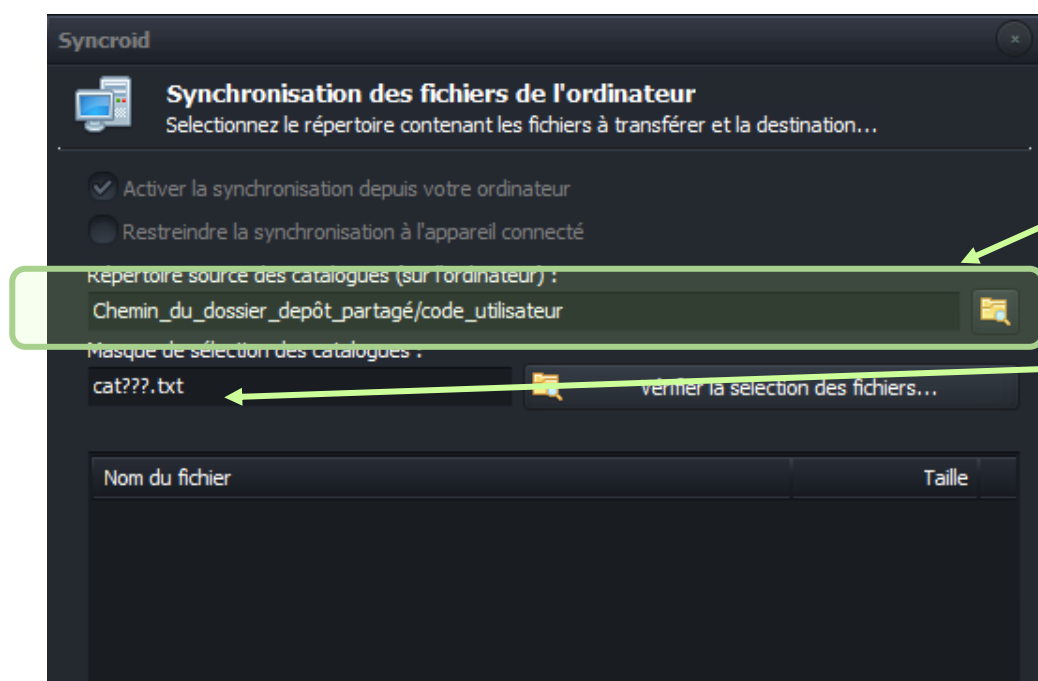 Syncroid
Synchronisation des fichiers de l'ordinateur
Selectionnez le répertoire contenant les fichiers à transférer et la destination...
Activer la synchronisation depuis votre ordinateur
Restreindre la synchronisation à l'appareil connecté
Répertoire source des catalogues (sur l'ordinateur) :
Chemin_du_dossier_depôt_partagé/code_utilisateur
Masque de sélection des catalogues :
cat???.txt
Vérifier la sélection des fichiers...
Nom du fichier Taille